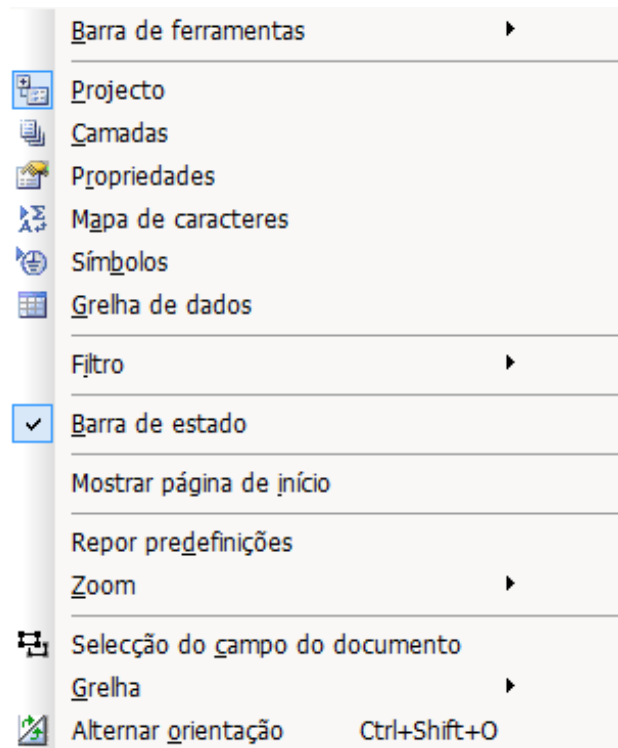 Barra de ferramentas
Projecto
Camadas
Propriedades
Mapa de caracteres
Símbolos
Grelha de dados
Filtro
Barra de estado
Mostrar página de início
Repor predefinições
Zoom
Selecção do campo do documento
Grelha
Alternar orientação Ctrl+Shift+O